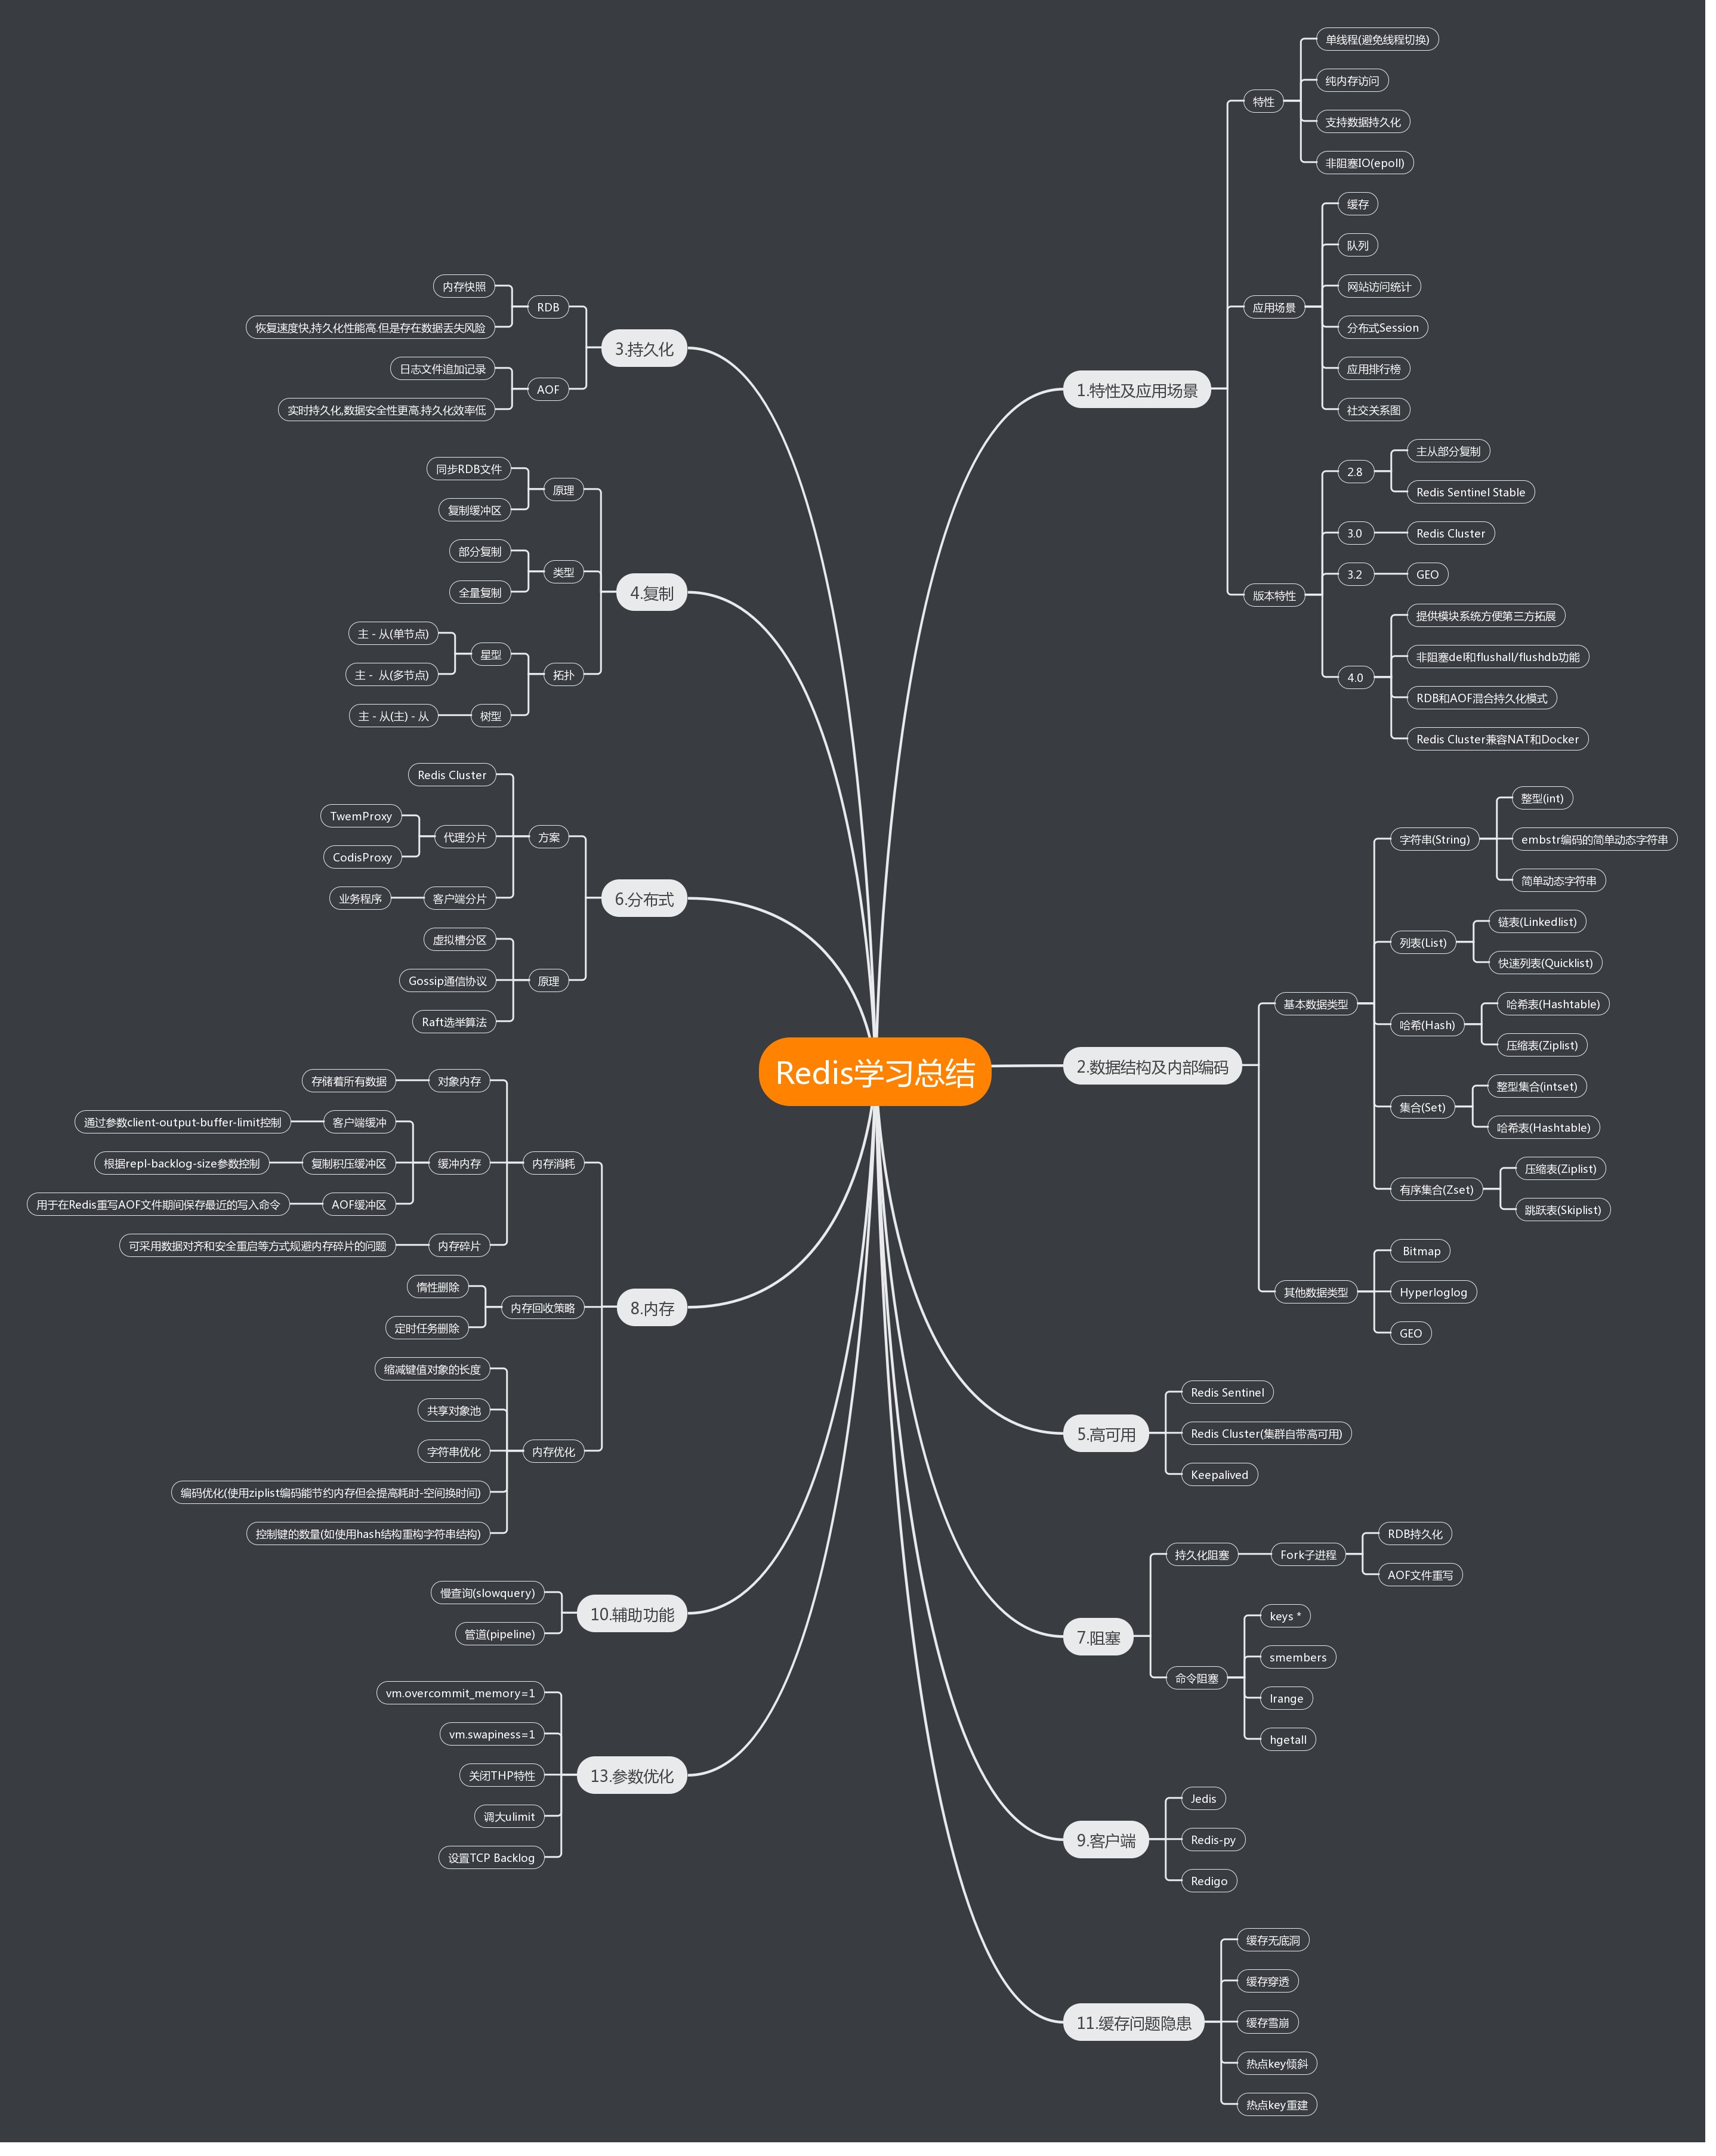 Redis学习总结
1.特性及应用场景
特性
单线程(避免线程切换)
纯内存访问
支持数据持久化
非阻塞IO(epoll)
应用场景
缓存
队列
网站访问统计
分布式Session
应用排行榜
社交关系图
版本特性
2.8
主从部分复制
Redis Sentinel Stable
3.0
Redis Cluster
3.2
GEO
4.0
提供模块系统方便第三方拓展
非阻塞del和flushall/flushdb功能
RDB和AOF混合持久化模式
Redis Cluster兼容NAT和Docker
2.数据结构及内部编码
基本数据类型
字符串(String)
整型(int)
embstr编码的简单动态字符串
简单动态字符串
列表(List)
链表(Linkedlist)
快速列表(Quicklist)
哈希(Hash)
哈希表(Hashtable)
压缩表(Ziplist)
集合(Set)
整型集合(intset)
哈希表(Hashtable)
有序集合(Zset)
压缩表(Ziplist)
跳跃表(Skiplist)
其他数据类型
Bitmap
Hyperloglog
GEO
3.持久化
RDB
内存快照
恢复速度快,持久化性能高.但是存在数据丢失风险
AOF
日志文件追加记录
实时持久化,数据安全性更高.持久化效率低
4.复制
原理
同步RDB文件
复制缓冲区
类型
部分复制
全量复制
拓扑
星型
主 - 从(单节点)
主 - 从(多节点)
树型
主 - 从(主) - 从
5.高可用
Redis Sentinel
Redis Cluster(集群自带高可用)
Keepalived
6.分布式
方案
Redis Cluster
代理分片
TwemProxy
CodisProxy
客户端分片
业务程序
原理
虚拟槽分区
Gossip通信协议
Raft选举算法
7.阻塞
持久化阻塞
Fork子进程
RDB持久化
AOF文件重写
命令阻塞
keys *
smembers
lrange
hgetall
8.内存
内存消耗
对象内存
存储着所有数据
缓冲内存
客户端缓冲
通过参数client-output-buffer-limit控制
复制积压缓冲区
根据repl-backlog-size参数控制
AOF缓冲区
用于在Redis重写AOF文件期间保存最近的写入命令
内存碎片
可采用数据对齐和安全重启等方式规避内存碎片的问题
内存回收策略
惰性删除
定时任务删除
内存优化
缩减键值对象的长度
共享对象池
字符串优化
编码优化(使用ziplist编码能节约内存但会提高耗时-空间换时间)
控制键的数量(如使用hash结构重构字符串结构)
9.客户端
Jedis
Redis-py
Redigo
10.辅助功能
慢查询(slowquery)
管道(pipeline)
11.缓存问题隐患
缓存无底洞
缓存穿透
缓存雪崩
热点key倾斜
热点key重建
13.参数优化
vm.overcommit_memory=1
vm.swapiness=1
关闭THP特性
调大ulimit
设置TCP Backlog